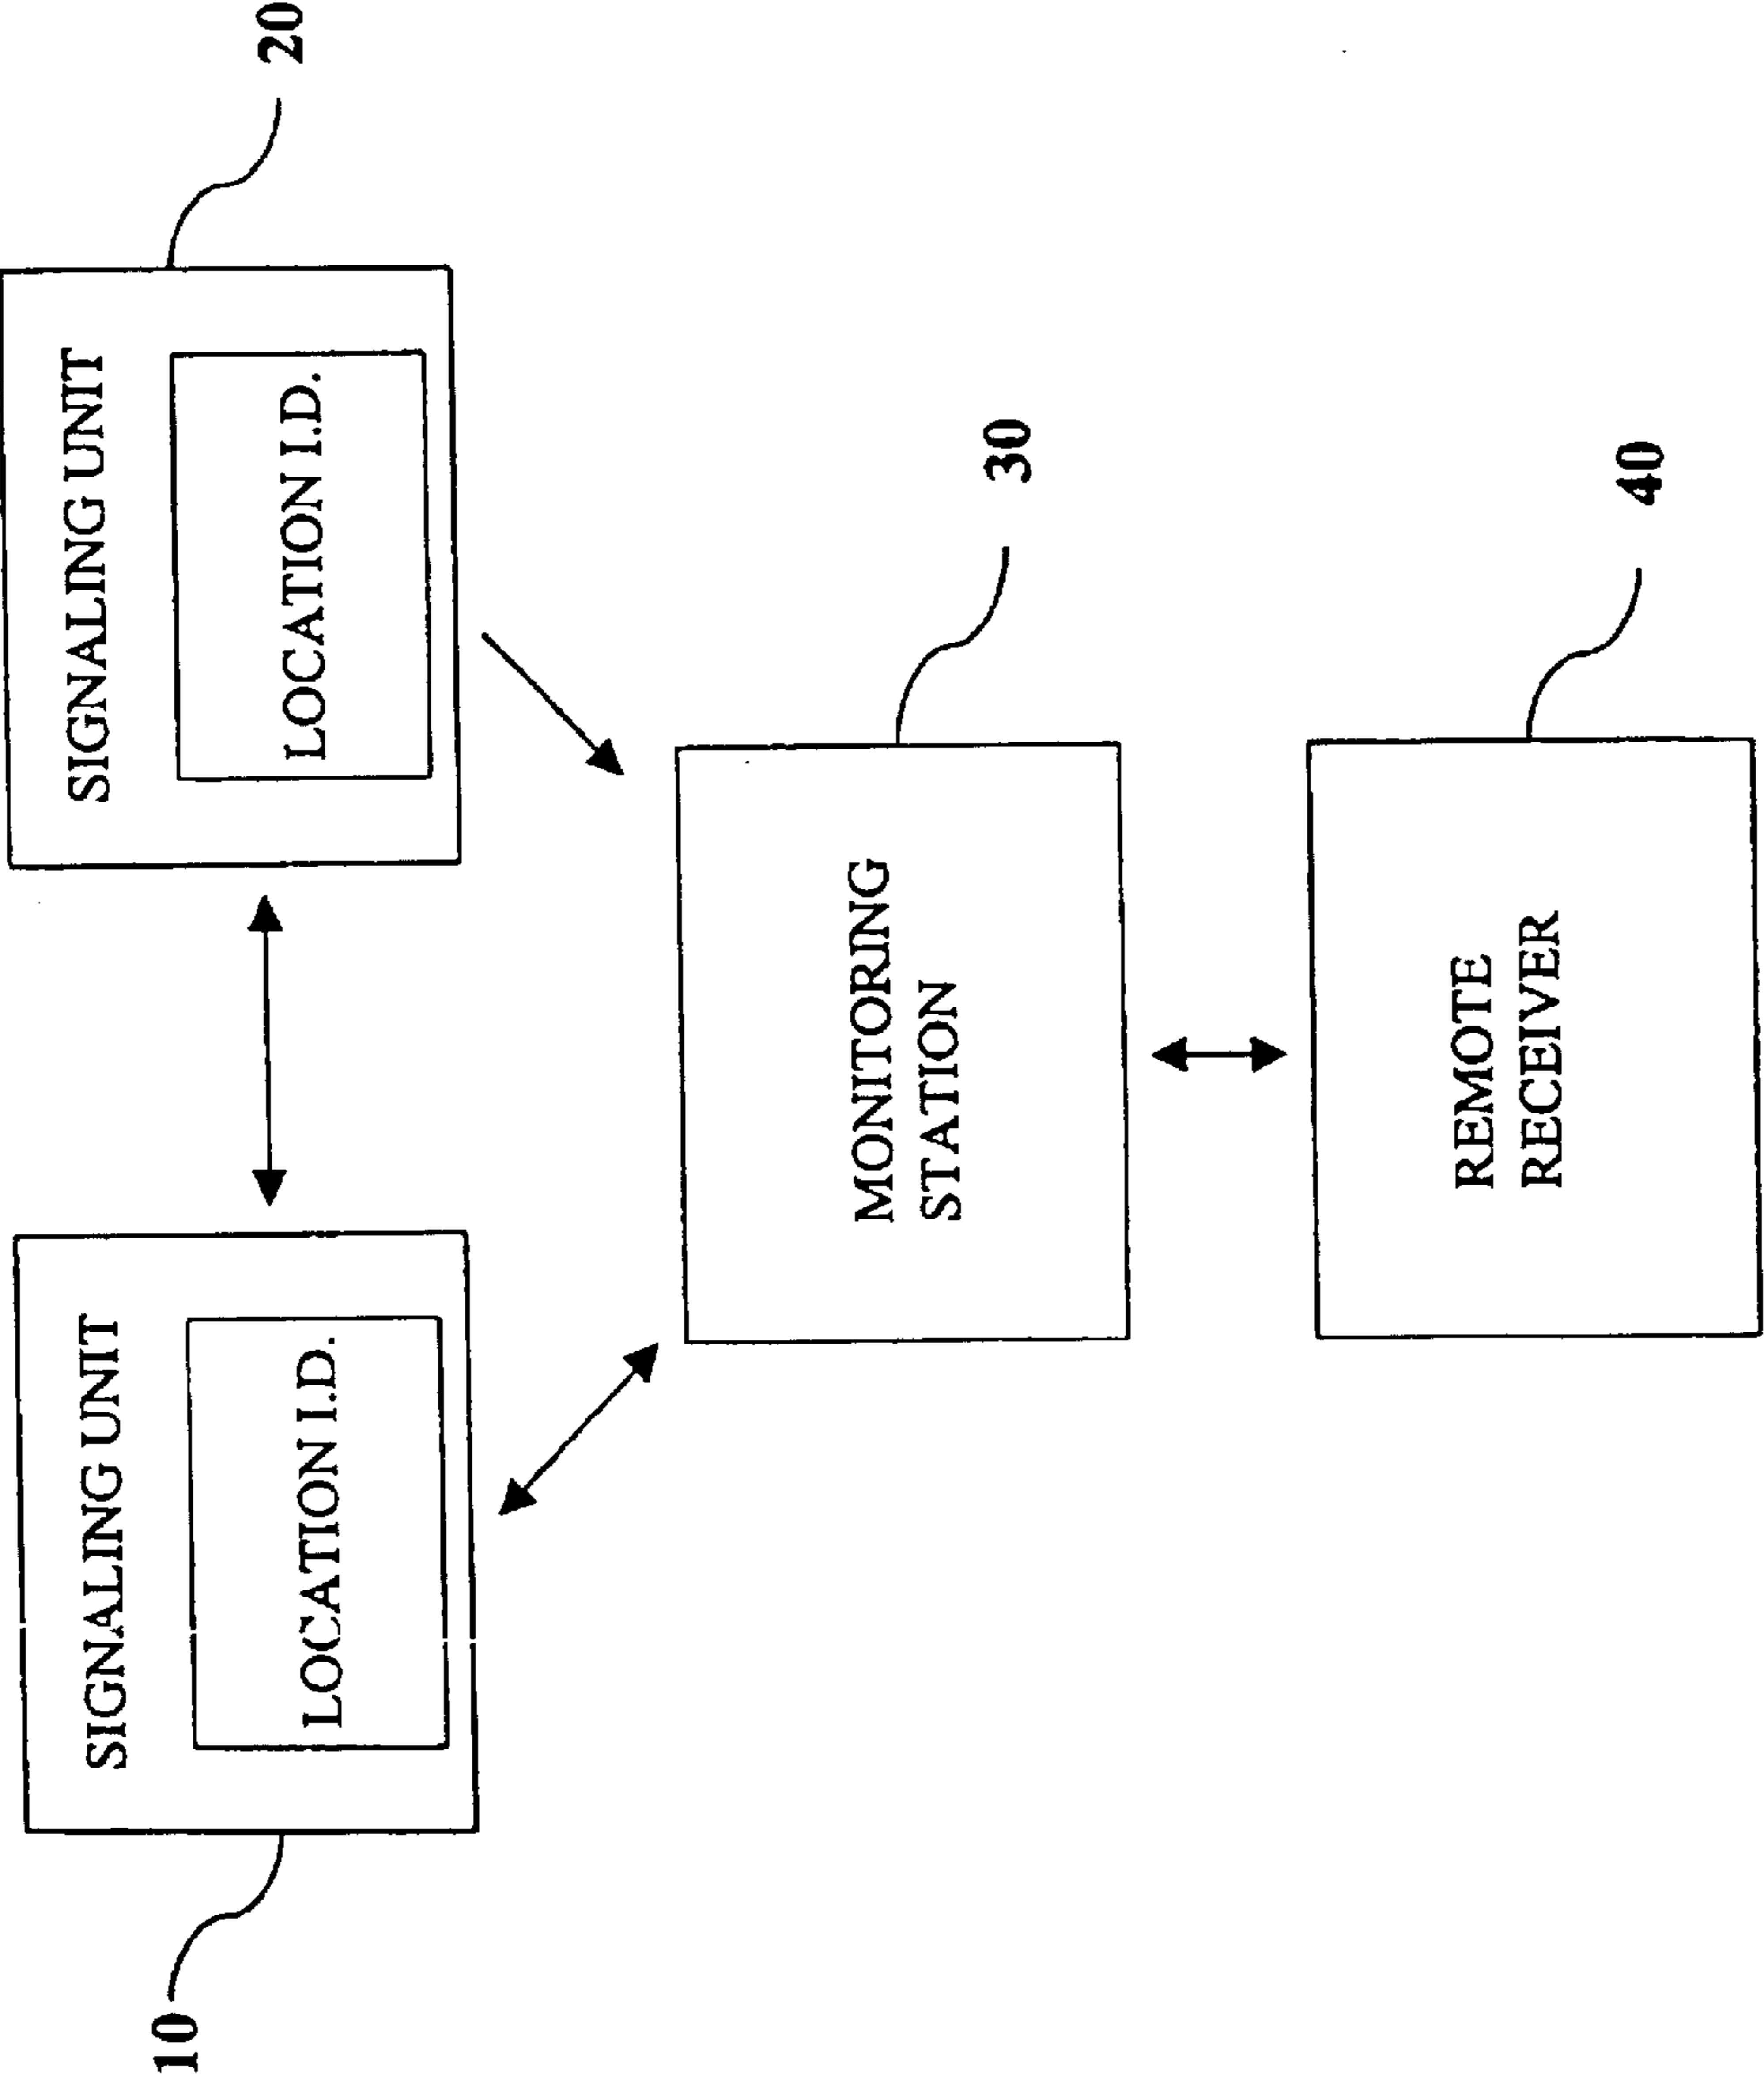 SIGNALING UNIT
LOCATION I.D.
10
SIGNALING UNIT
LOCATION I.D.
20
MONITORING
STATION
30
REMOTE
RECEIVER
40